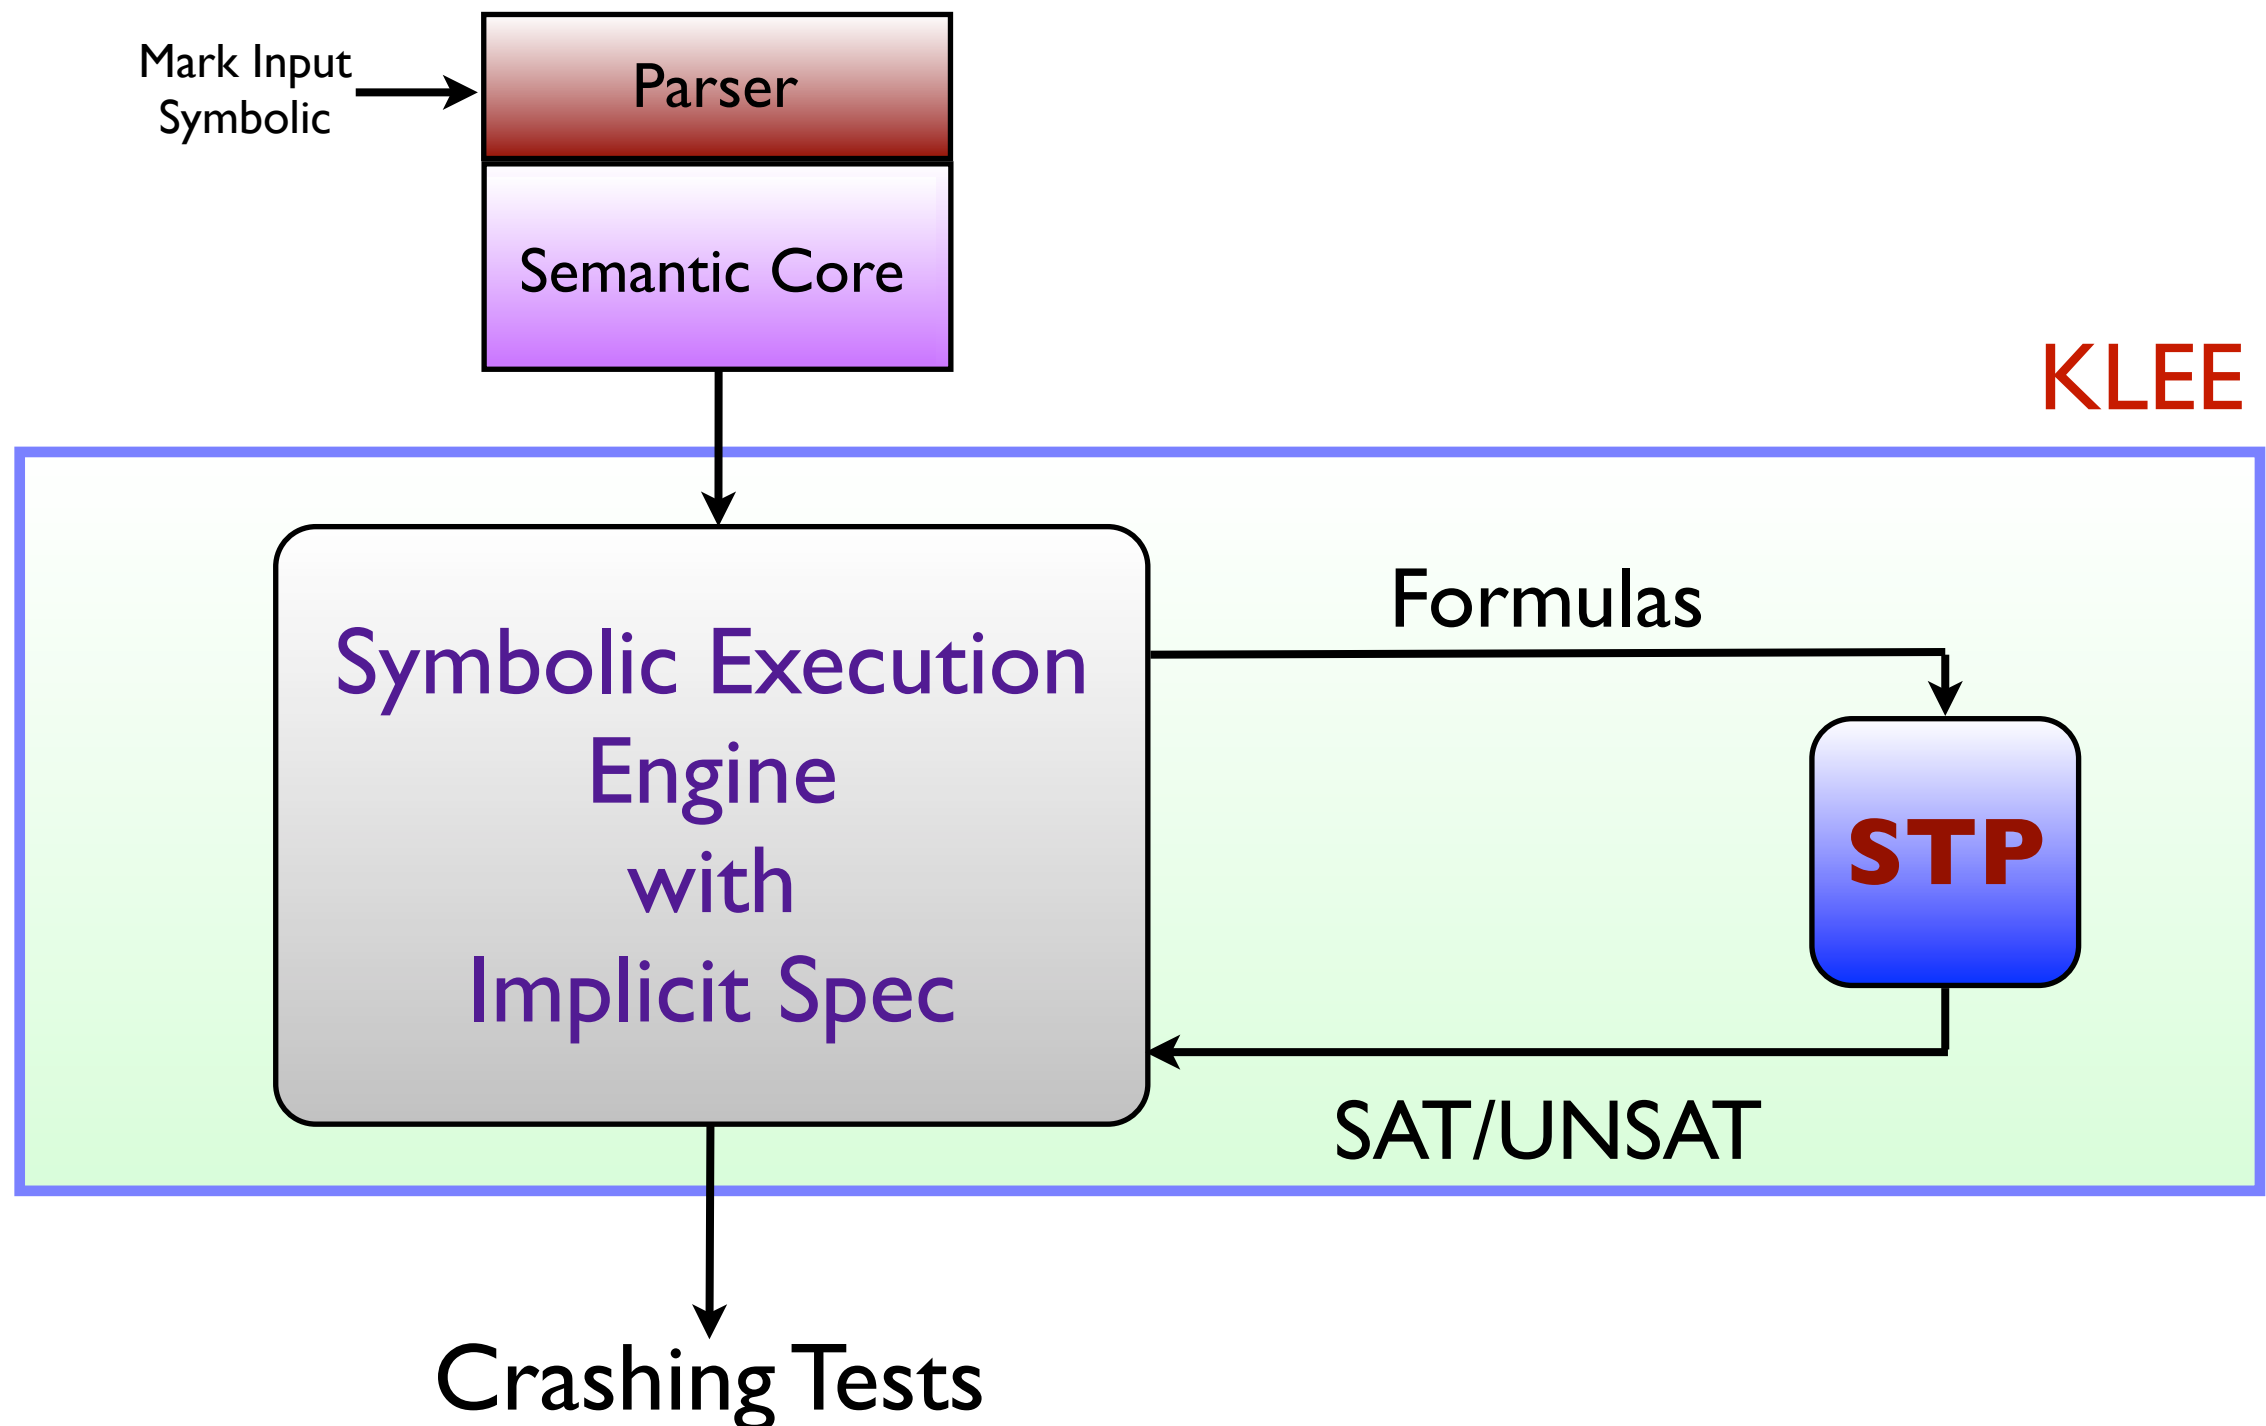 Mark Input
Symbolic
Parser
Semantic Core
KLEE
Symbolic Execution
Engine
with
Implicit Spec
Formulas
STP
SAT/UNSAT
Crashing Tests